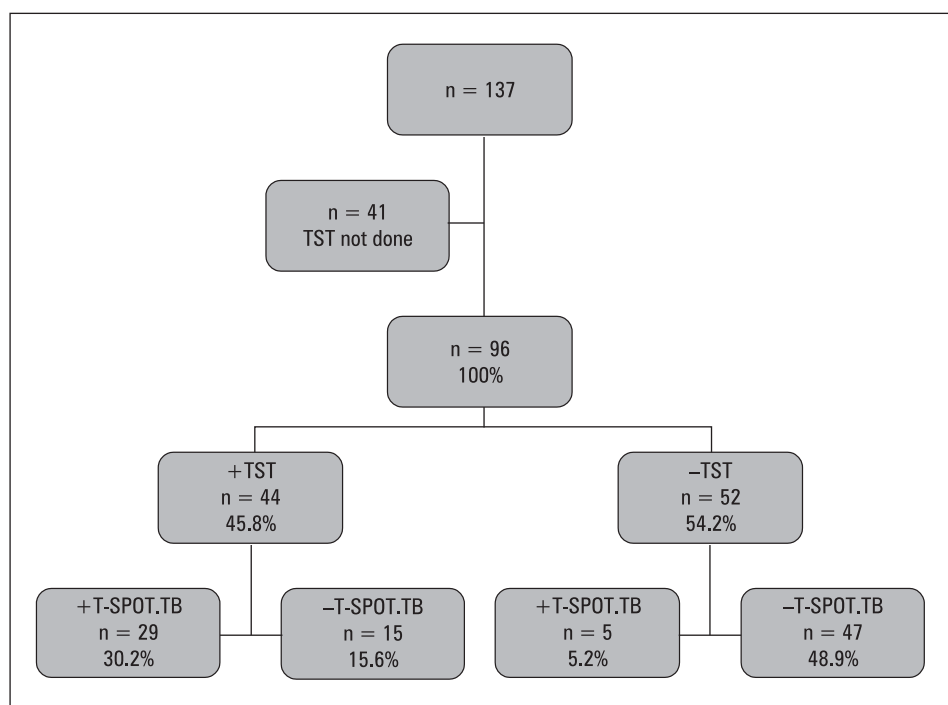 n = 137
n = 41
TST not done
n = 96
100%
+TST
n = 44
45.8%
–TST
n = 52
54.2%
+T-SPOT.TB
n = 29
30.2%
–T-SPOT.TB
n = 15
15.6%
+T-SPOT.TB
n = 5
5.2%
–T-SPOT.TB
n = 47
48.9%